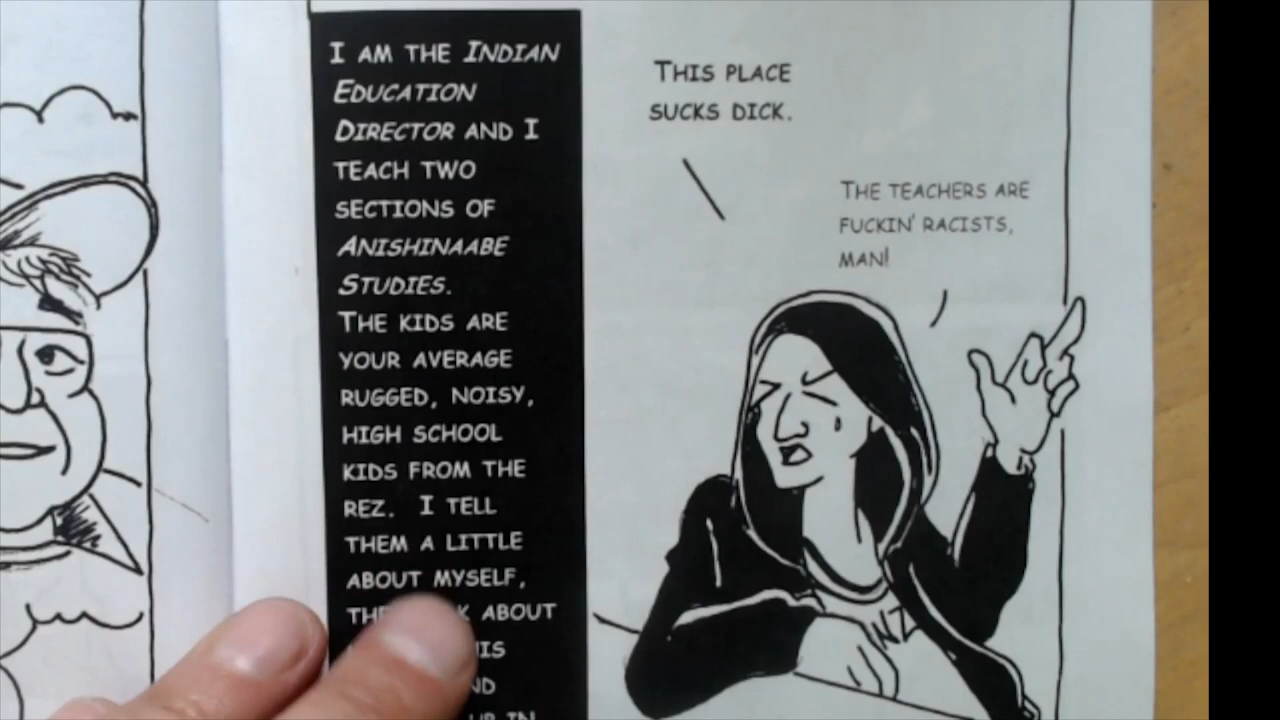 I AM THE INDIAN
EDUCATION
DIRECTOR AND I
TEACH TWO
SECTIONS OF
ANISHINAABE
STUDIES.
THE KIDS ARE
YOUR AVERAGE
RUGGED, NOISY,
HIGH SCHOOL
KIDS FROM THE
REZ. I TELL
THEM A LITTLE
ABOUT MYSELF,
ABOUT
THIS PLACE
SUCKS DICK.
THE TEACHERS ARE
FUCKIN' RACISTS,
MAN!